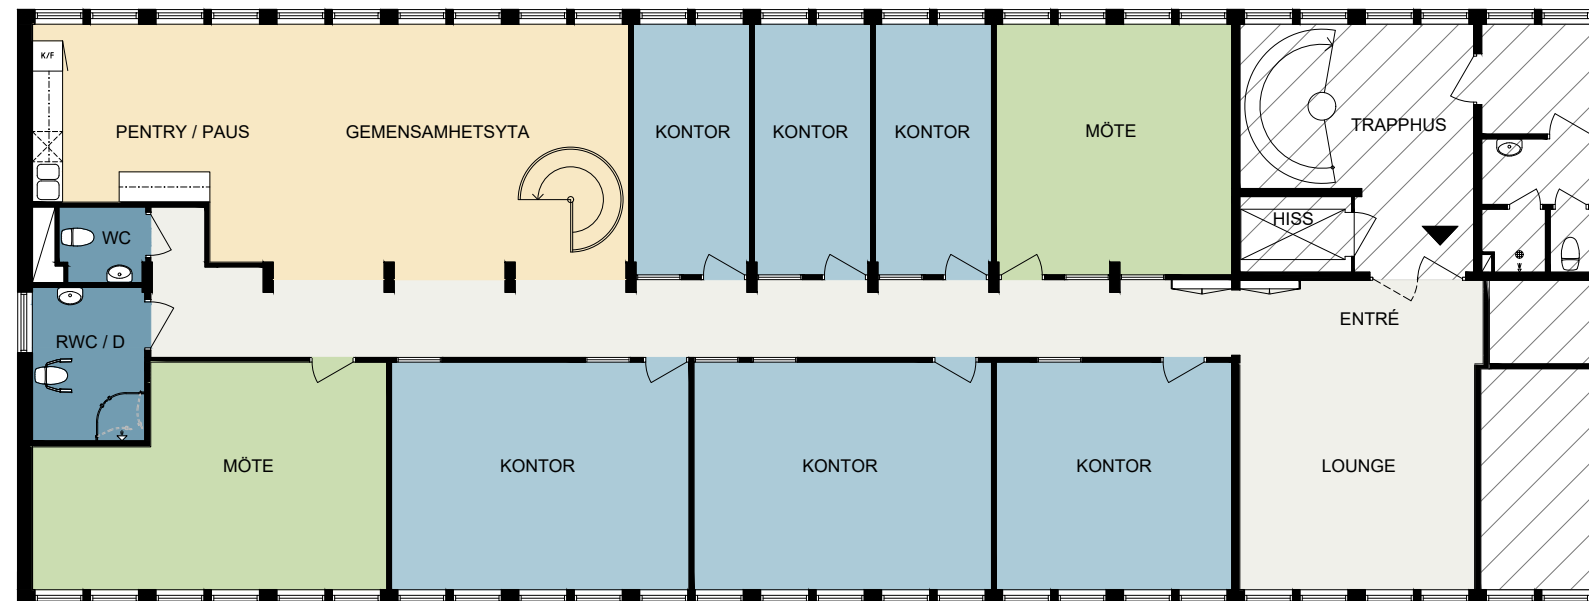 K/F
PENTRY / PAUS
GEMENSAMHETSYTA
KONTOR
KONTOR
KONTOR
MÖTE
TRAPPHUS
WC
HISS
RWC / D
ENTRÉ
MÖTE
KONTOR
KONTOR
KONTOR
LOUNGE